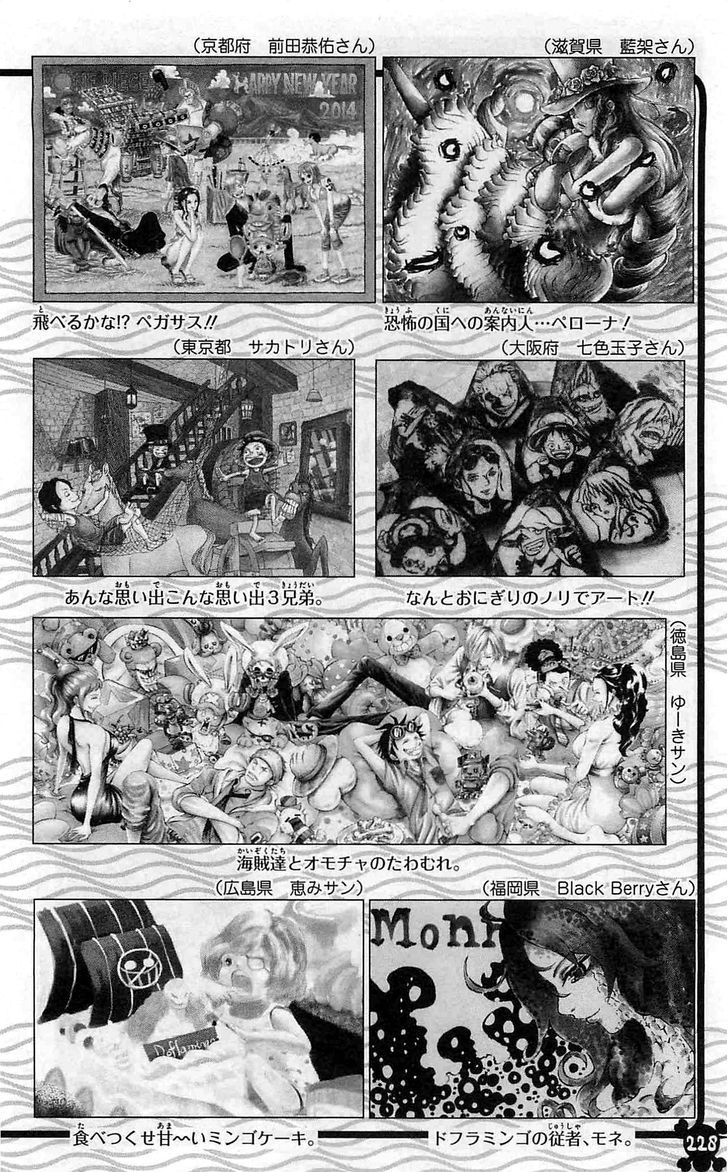 (京都府 前田恭佑さん)
(滋賀県 藍架さん)
HAPPY NEW YEAR
2014
飛べるかな!? ペガサス!!
恐怖の国への案内人…ペローナ!
(東京都 サカトリさん)
(大阪府 七色玉子さん)
あんな思い出こんな思い出3兄弟。
なんとおにぎりのノリでアート!!
(徳島県 ゆーきサン)
海賊達とオモチャのたわむれ。
(広島県 恵みサン)
(福岡県 Black Berryさん)
Doflamingo
Mon
食べつくせ甘〜いミンゴケーキ。
ドフラミンゴの従者、モネ。
228